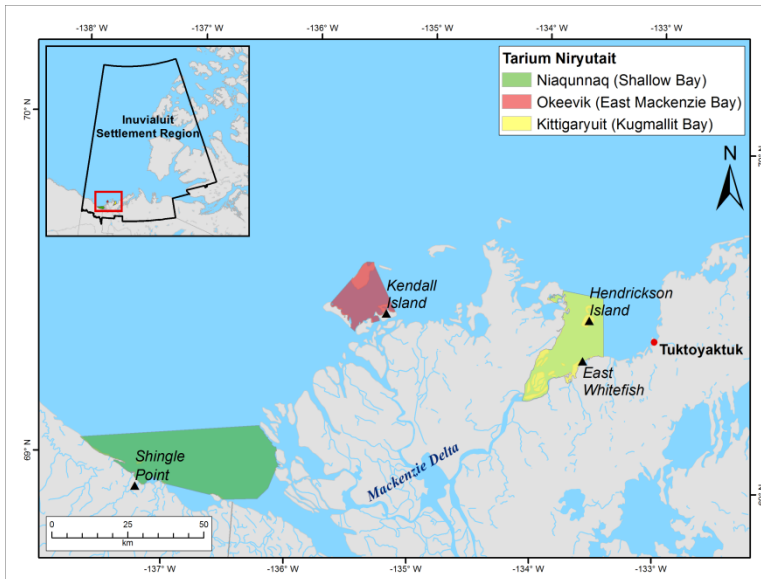 -138° W
-137° W
-136° W
-135° W
-134° W
-133° W
Tarium Niryutait
Niaqunnaq (Shallow Bay)
Okeevik (East Mackenzie Bay)
Kittigaryuit (Kugmallit Bay)
Inuvialuit
Settlement Region
70° N
N
Kendall
Island
Hendrickson
Island
Tuktoyaktuk
East
Whitefish
69° N
Shingle
Point
Mackenzie Delta
0 25 50
km
-137° W
-136° W
-135° W
-134° W
-133° W